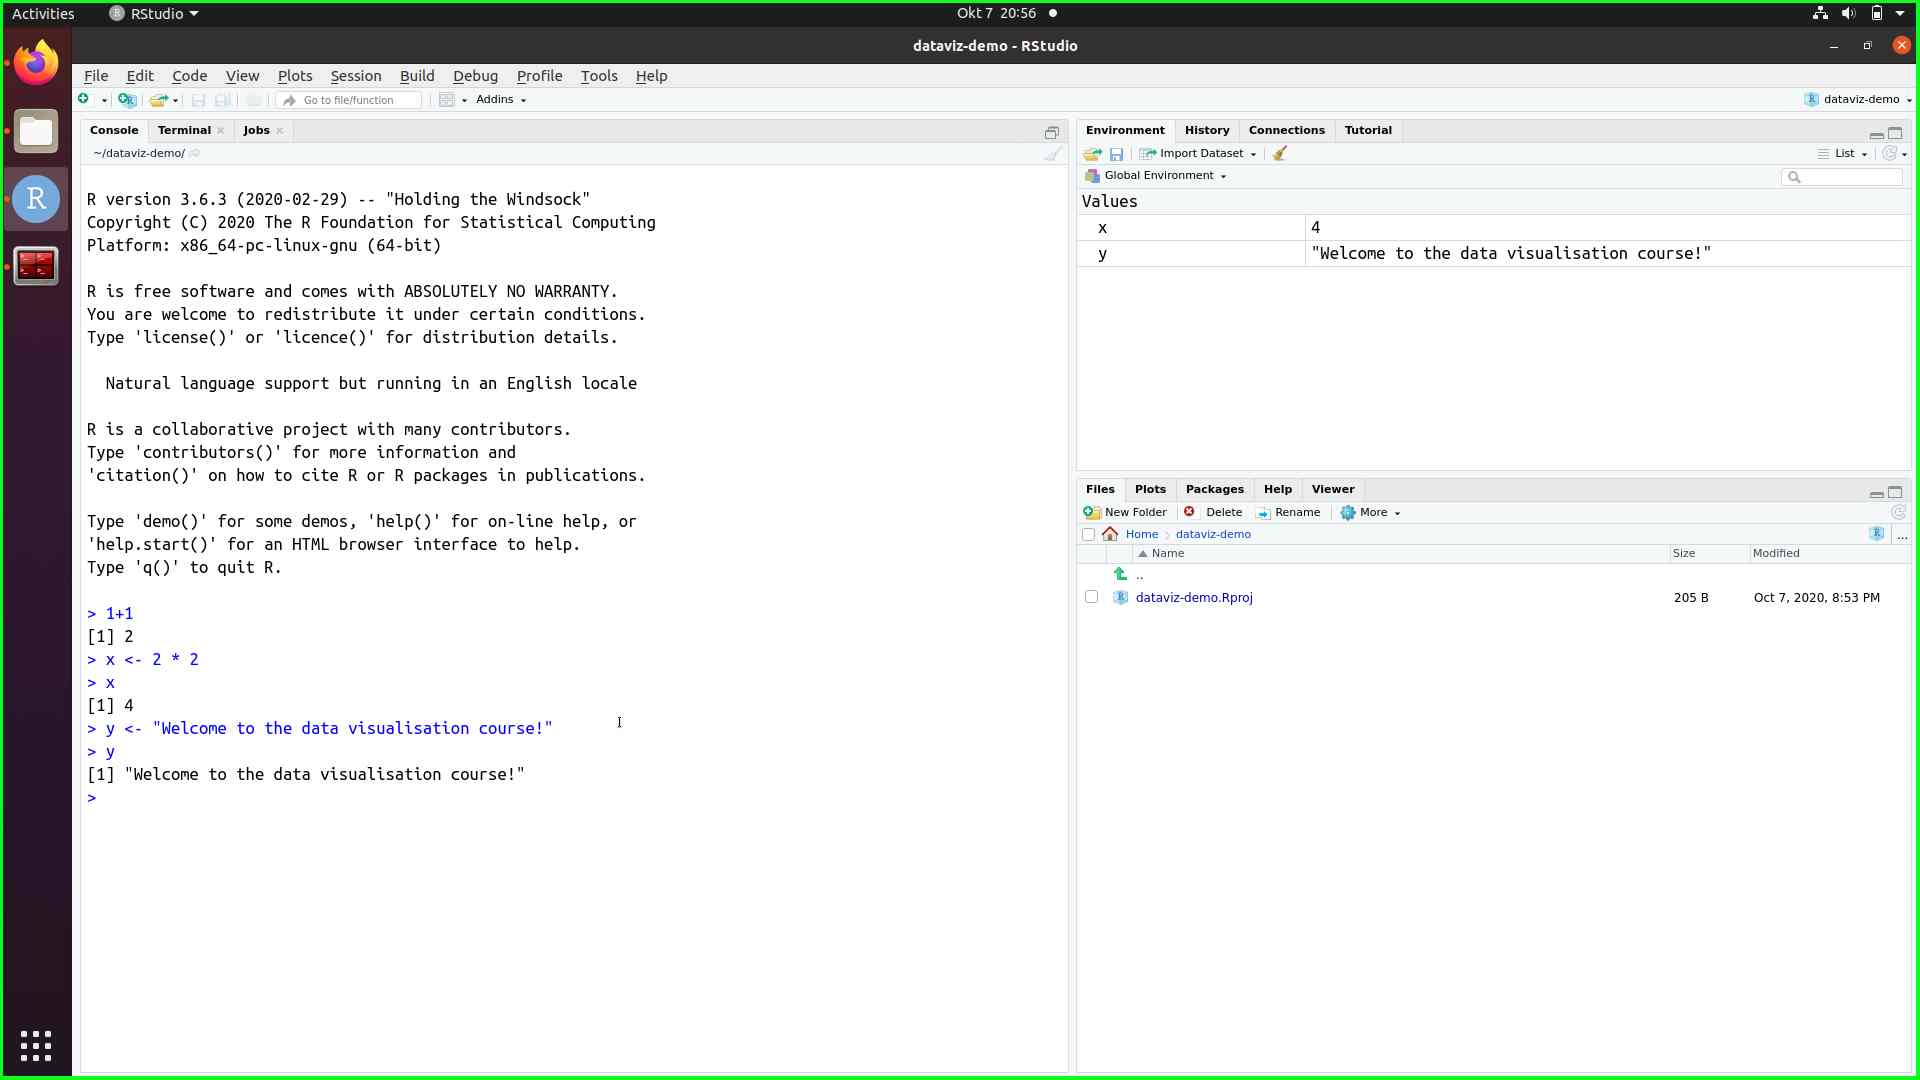 Activities RStudio Okt 7 20:56
dataviz-demo - RStudio
File Edit Code View Plots Session Build Debug Profile Tools Help
Go to file/function Addins dataviz-demo
Console Terminal Jobs
~/dataviz-demo/
R version 3.6.3 (2020-02-29) -- "Holding the Windsock"
Copyright (C) 2020 The R Foundation for Statistical Computing
Platform: x86_64-pc-linux-gnu (64-bit)
R is free software and comes with ABSOLUTELY NO WARRANTY.
You are welcome to redistribute it under certain conditions.
Type 'license()' or 'licence()' for distribution details.
Natural language support but running in an English locale
R is a collaborative project with many contributors.
Type 'contributors()' for more information and
'citation()' on how to cite R or R packages in publications.
Type 'demo()' for some demos, 'help()' for on-line help, or
'help.start()' for an HTML browser interface to help.
Type 'q()' to quit R.
> 1+1
[1] 2
> x <- 2 * 2
> x
[1] 4
> y <- "Welcome to the data visualisation course!"
> y
[1] "Welcome to the data visualisation course!"
>
Environment History Connections Tutorial
Import Dataset List
Global Environment
Values
x 4
y "Welcome to the data visualisation course!"
Files Plots Packages Help Viewer
New Folder Delete Rename More
Home dataviz-demo ...
Name Size Modified
..
dataviz-demo.Rproj 205 B Oct 7, 2020, 8:53 PM